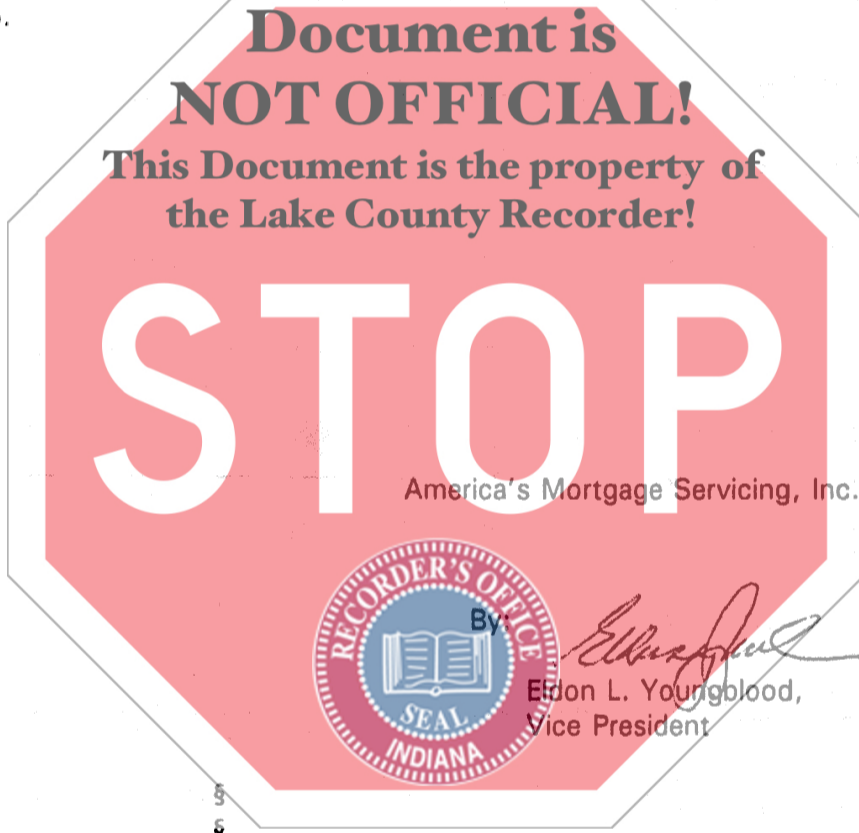 Document is
NOT OFFICIAL!
This Document is the property of
the Lake County Recorder!
STOP
America's Mortgage Servicing, Inc.
RECORDER'S OFFICE
By:
Eldon L. Youngblood,
Vice President
SEAL
INDIANA
§
§